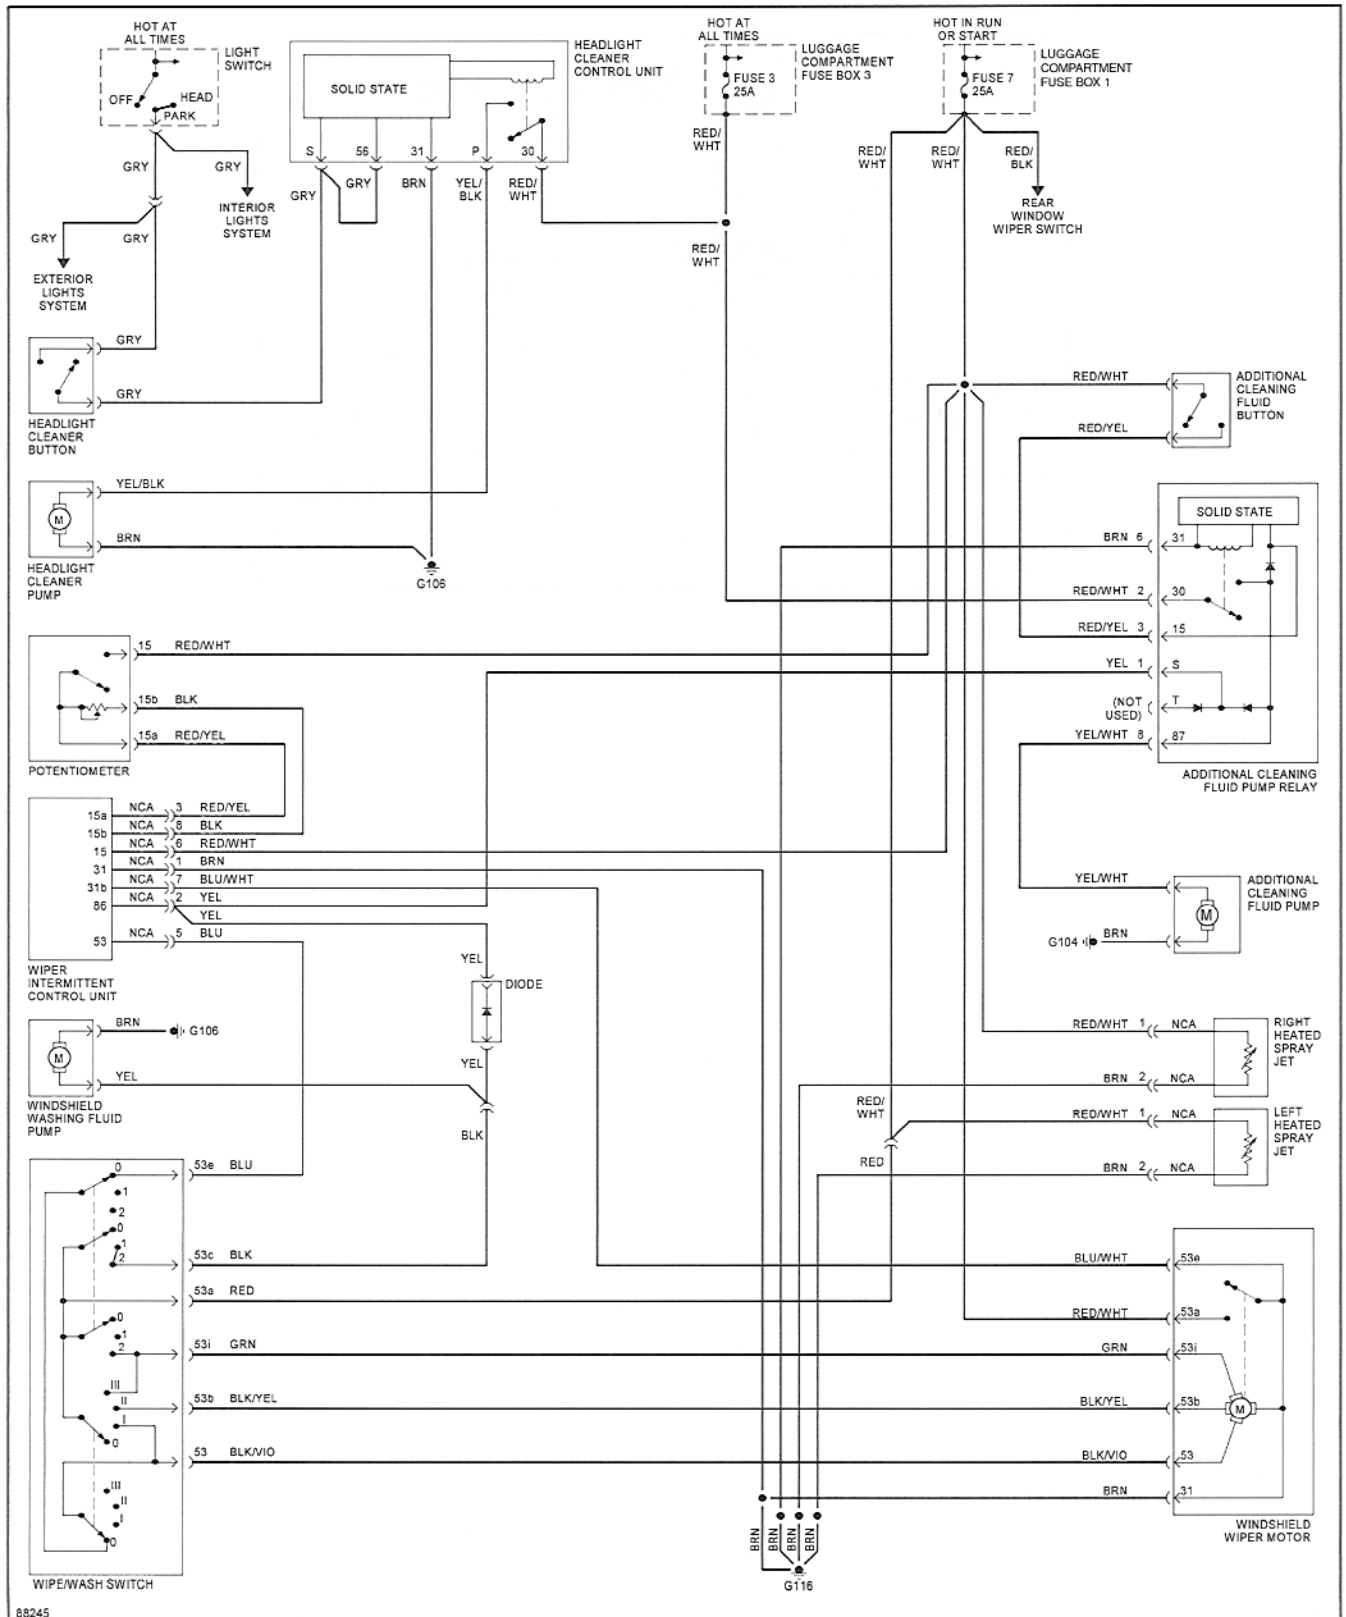 HOT AT
ALL TIMES
LIGHT
SWITCH
OFF
HEAD
PARK
GRY
GRY
INTERIOR
LIGHTS
SYSTEM
GRY
GRY
EXTERIOR
LIGHTS
SYSTEM
HEADLIGHT
CLEANER
CONTROL UNIT
SOLID STATE
S 56 31 P 30
GRY
GRY
BRN
YEL/
BLK
RED/
WHT
HOT AT
ALL TIMES
FUSE 3
25A
LUGGAGE
COMPARTMENT
FUSE BOX 3
RED/
WHT
RED/
WHT
HOT IN RUN
OR START
FUSE 7
25A
LUGGAGE
COMPARTMENT
FUSE BOX 1
RED/
WHT
RED/
WHT
RED/
BLK
REAR
WINDOW
WIPER SWITCH
GRY
GRY
HEADLIGHT
CLEANER
BUTTON
YEL/BLK
M
BRN
HEADLIGHT
CLEANER
PUMP
G106
RED/WHT
RED/YEL
ADDITIONAL
CLEANING
FLUID
BUTTON
SOLID STATE
BRN 6 31
RED/WHT 2 30
RED/YEL 3 15
YEL 1 S
(NOT
USED) T
YEL/WHT 8 87
ADDITIONAL CLEANING
FLUID PUMP RELAY
15 RED/WHT
15b BLK
15a RED/YEL
POTENTIOMETER
15a NCA 3 RED/YEL
15b NCA 8 BLK
15 NCA 6 RED/WHT
31 NCA 1 BRN
31b NCA 7 BLU/WHT
86 NCA 2 YEL
YEL
53 NCA 5 BLU
WIPER
INTERMITTENT
CONTROL UNIT
YEL
DIODE
YEL
BLK
YEL/WHT
M
G104 BRN
ADDITIONAL
CLEANING
FLUID PUMP
BRN G106
M
YEL
WINDSHIELD
WASHING FLUID
PUMP
RED/WHT 1 NCA
BRN 2 NCA
RIGHT
HEATED
SPRAY
JET
RED/
WHT
RED
RED/WHT 1 NCA
BRN 2 NCA
LEFT
HEATED
SPRAY
JET
0
1
2
0
1
2
0
1
2
III
II
I
0
III
II
I
0
53e BLU
53c BLK
53a RED
53i GRN
53b BLK/YEL
53 BLK/VIO
WIPE/WASH SWITCH
BLU/WHT 53e
RED/WHT 53a
GRN 53i
BLK/YEL 53b
M
BLK/VIO 53
BRN 31
WINDSHIELD
WIPER MOTOR
BRN BRN BRN BRN
G116
88245